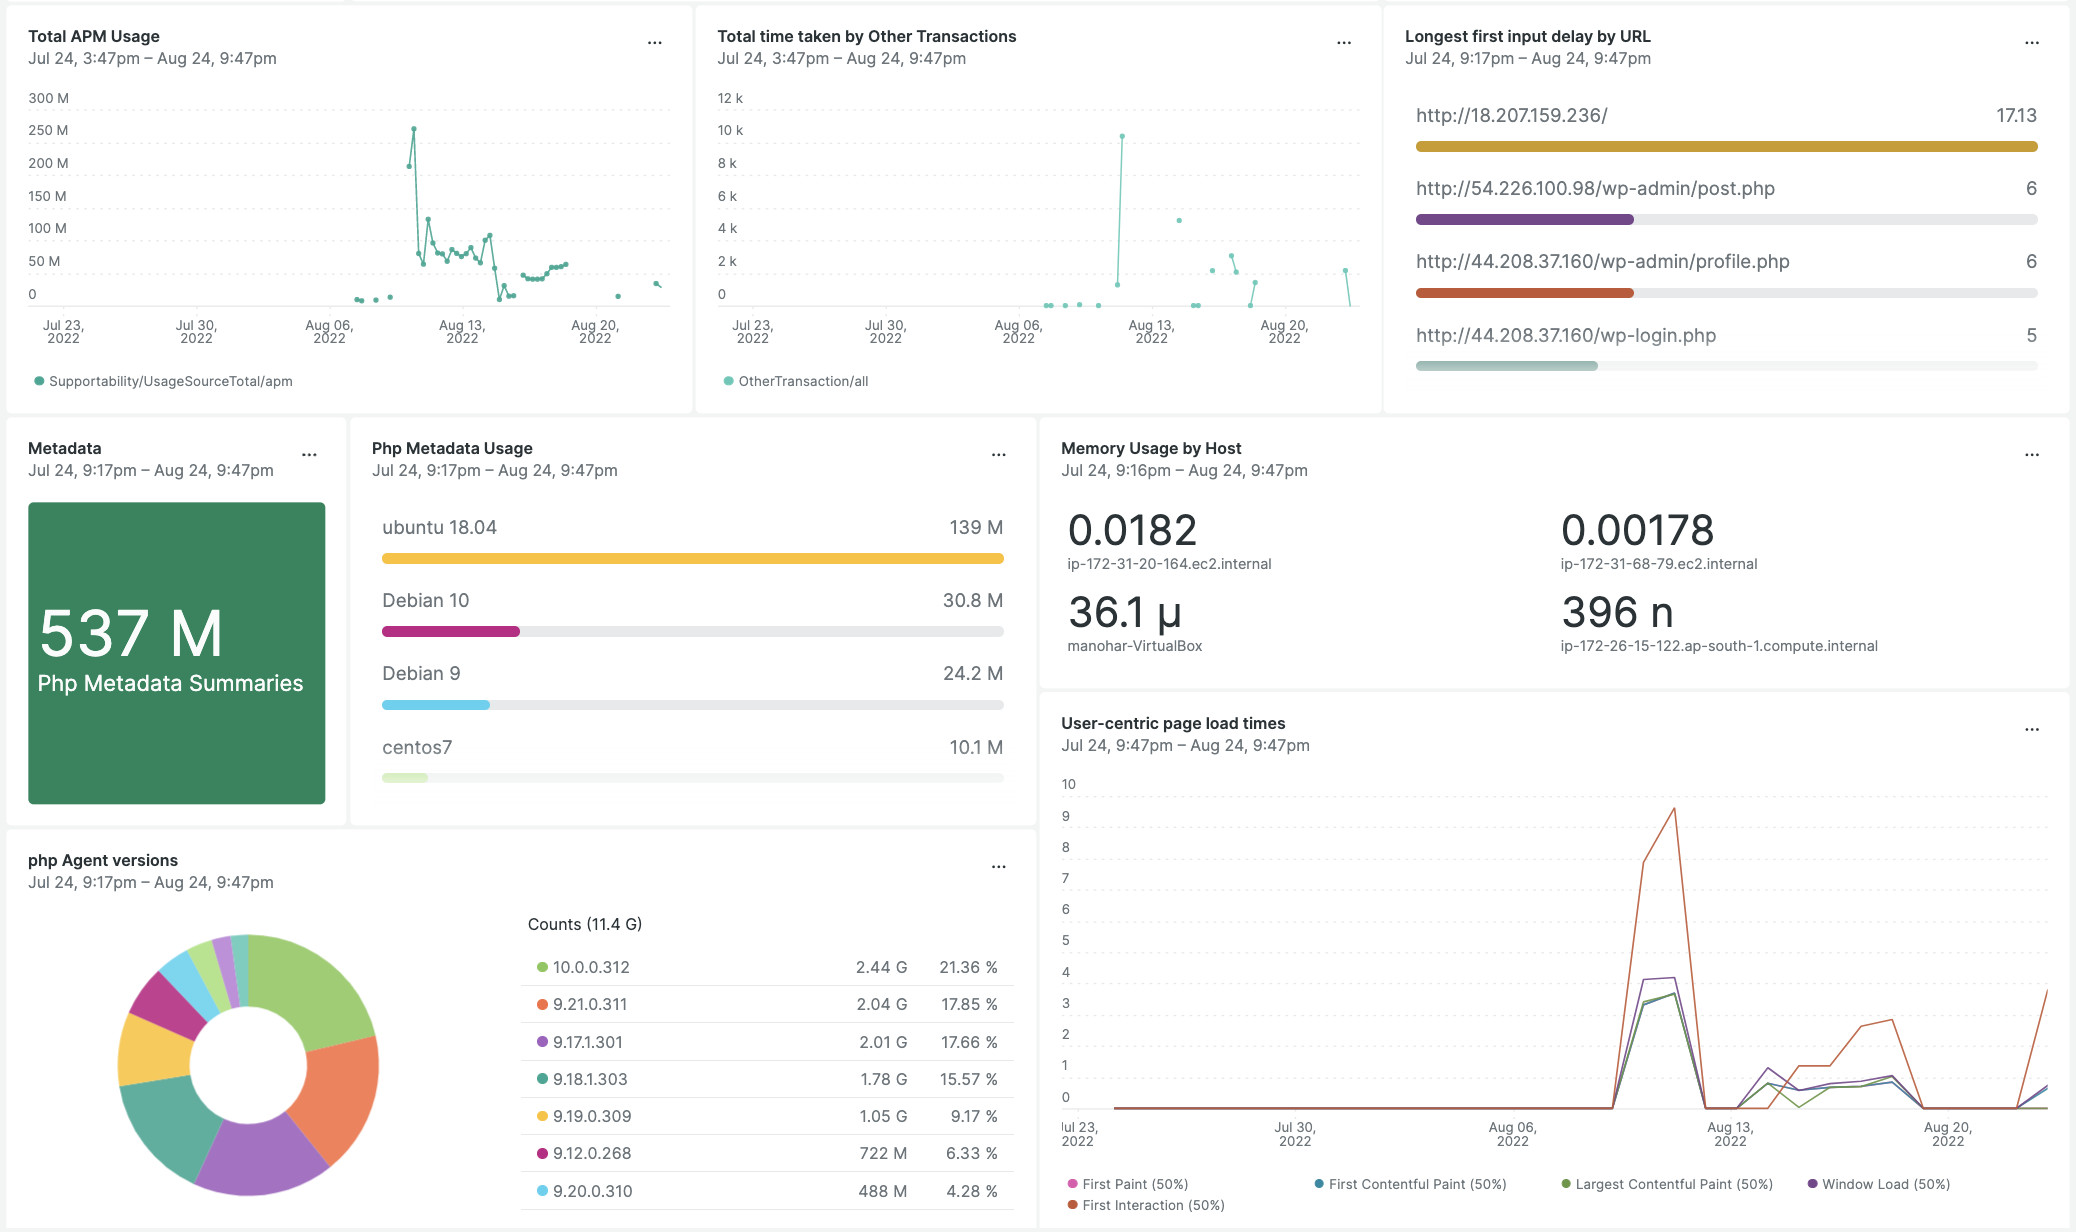 Total APM Usage
Jul 24, 3:47pm – Aug 24, 9:47pm
...
300 M
250 M
200 M
150 M
100 M
50 M
0
Jul 23, 2022
Jul 30, 2022
Aug 06, 2022
Aug 13, 2022
Aug 20, 2022
Supportability/UsageSourceTotal/apm
Total time taken by Other Transactions
Jul 24, 3:47pm – Aug 24, 9:47pm
...
12 k
10 k
8 k
6 k
4 k
2 k
0
Jul 23, 2022
Jul 30, 2022
Aug 06, 2022
Aug 13, 2022
Aug 20, 2022
OtherTransaction/all
Longest first input delay by URL
Jul 24, 9:17pm – Aug 24, 9:47pm
...
http://18.207.159.236/ 17.13
http://54.226.100.98/wp-admin/post.php 6
http://44.208.37.160/wp-admin/profile.php 6
http://44.208.37.160/wp-login.php 5
Metadata
Jul 24, 9:17pm – Aug 24, 9:47pm
...
537 M
Php Metadata Summaries
Php Metadata Usage
Jul 24, 9:17pm – Aug 24, 9:47pm
...
ubuntu 18.04 139 M
Debian 10 30.8 M
Debian 9 24.2 M
centos7 10.1 M
Memory Usage by Host
Jul 24, 9:16pm – Aug 24, 9:47pm
...
0.0182
ip-172-31-20-164.ec2.internal
0.00178
ip-172-31-68-79.ec2.internal
36.1 µ
manohar-VirtualBox
396 n
ip-172-26-15-122.ap-south-1.compute.internal
php Agent versions
Jul 24, 9:17pm – Aug 24, 9:47pm
...
Counts (11.4 G)
10.0.0.312 2.44 G 21.36 %
9.21.0.311 2.04 G 17.85 %
9.17.1.301 2.01 G 17.66 %
9.18.1.303 1.78 G 15.57 %
9.19.0.309 1.05 G 9.17 %
9.12.0.268 722 M 6.33 %
9.20.0.310 488 M 4.28 %
User-centric page load times
Jul 24, 9:47pm – Aug 24, 9:47pm
...
10
9
8
7
6
5
4
3
2
1
0
Jul 23, 2022
Jul 30, 2022
Aug 06, 2022
Aug 13, 2022
Aug 20, 2022
First Paint (50%)
First Contentful Paint (50%)
Largest Contentful Paint (50%)
Window Load (50%)
First Interaction (50%)